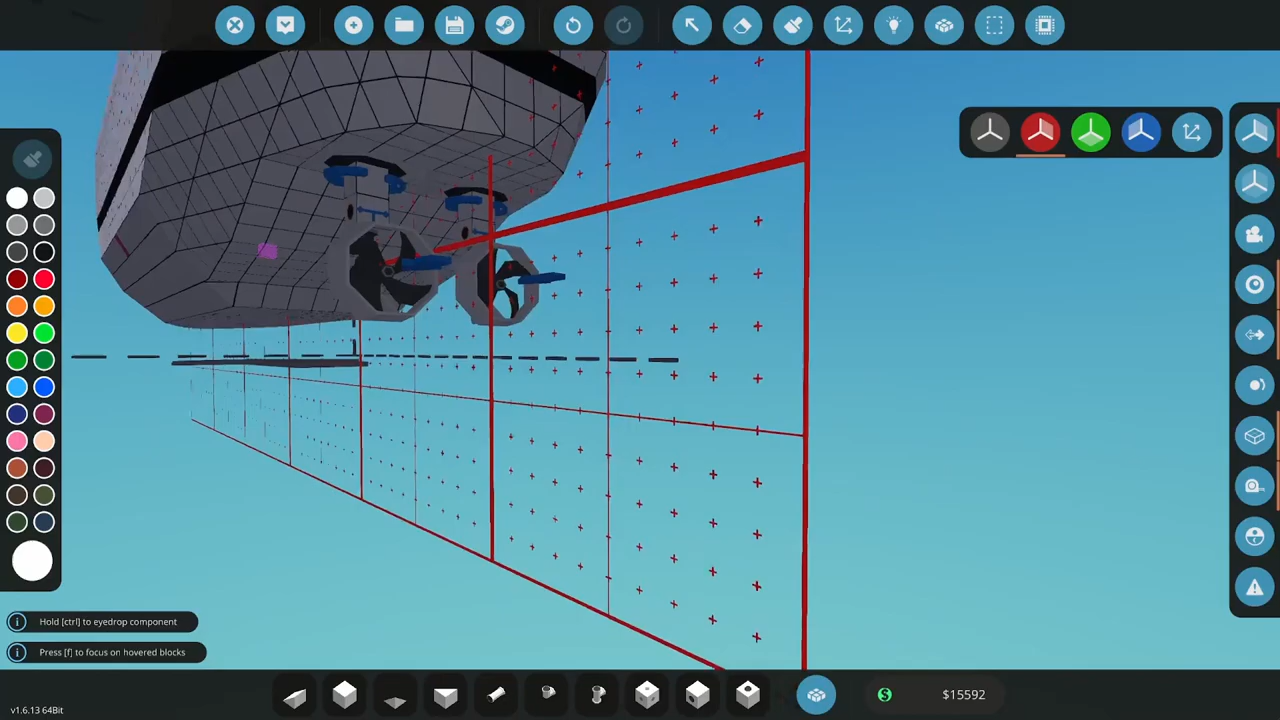 Hold [ctrl] to eyedrop component
Press [f] to focus on hovered blocks
v1.6.13 64Bit
$ $15592